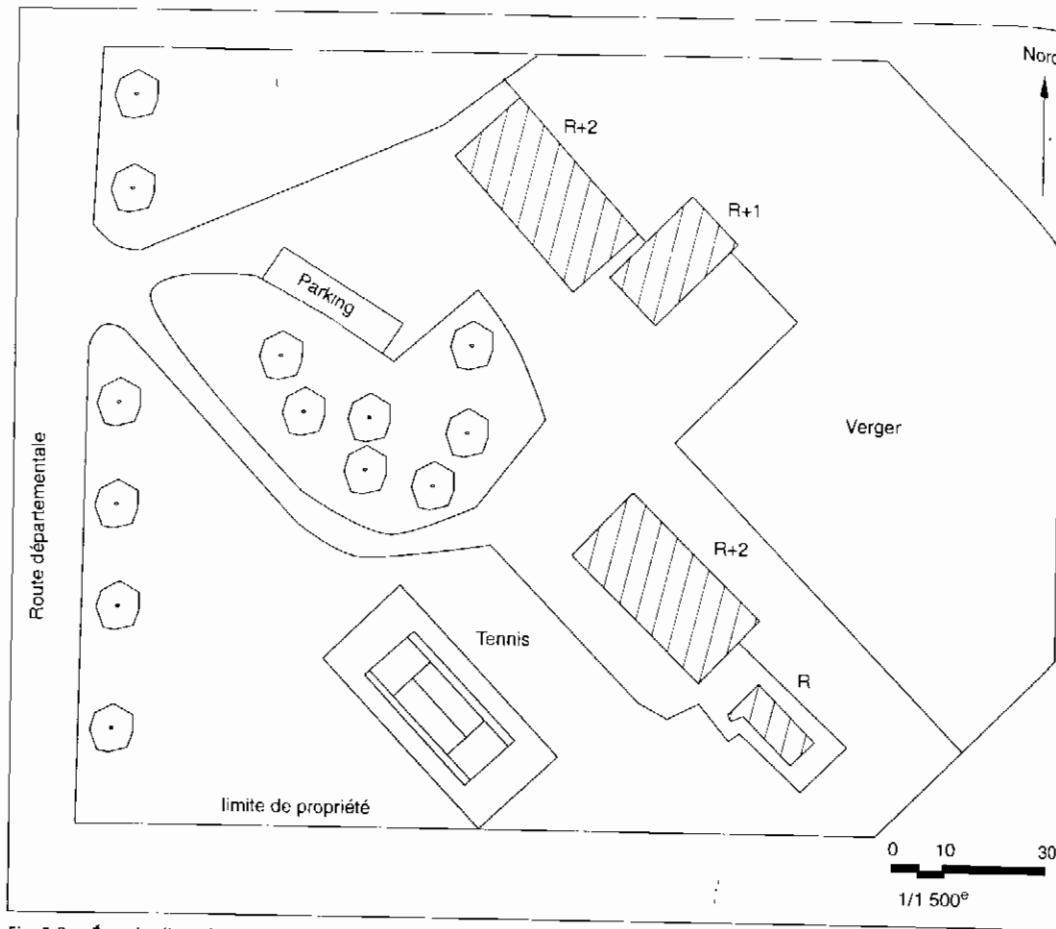 Nord
R+2
R+1
Parking
Verger
Route départementale
R+2
Tennis
R
limite de propriété
0 10 30
1/1 500e